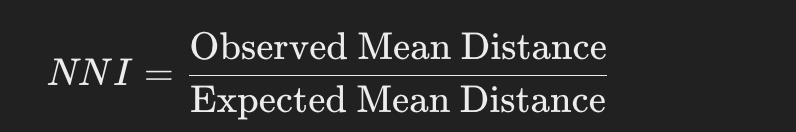 NNI = Observed Mean Distance
Expected Mean Distance